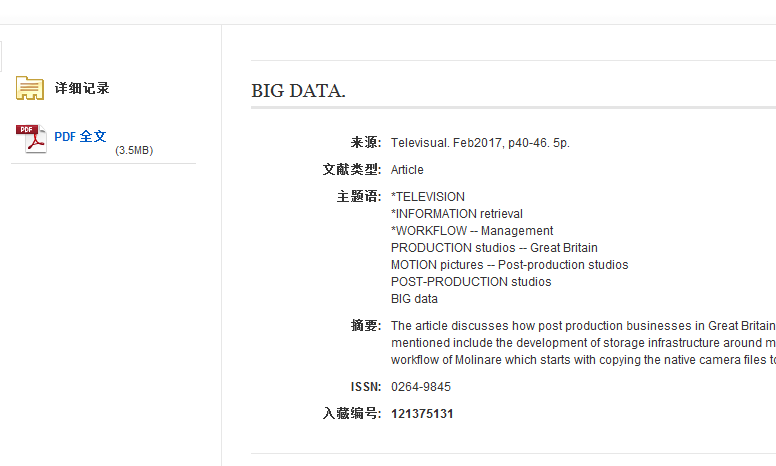 BIG DATA.
详细记录
PDF
PDF 全文
(3.5MB)
来源: Televisual. Feb2017, p40-46. 5p.
文献类型: Article
主题语: *TELEVISION
*INFORMATION retrieval
*WORKFLOW -- Management
PRODUCTION studios -- Great Britain
MOTION pictures -- Post-production studios
POST-PRODUCTION studios
BIG data
摘要: The article discusses how post production businesses in Great Britain
mentioned include the development of storage infrastructure around
workflow of Molinare which starts with copying the native camera files
ISSN: 0264-9845
入藏编号: 121375131